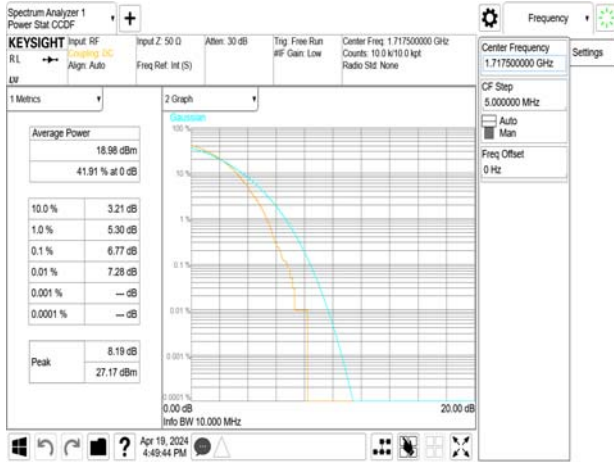 Spectrum Analyzer 1
Power Stat CCDF
Frequency
KEYSIGHT
Input: RF
Coupling: DC
Align: Auto
Input Z: 50 Ω
Freq Ref: Int (S)
Atten: 30 dB
Trig: Free Run
#IF Gain: Low
Center Freq: 1.717500000 GHz
Counts: 10.0 k/10.0 kpt
Radio Std: None
RL
Center Frequency
1.717500000 GHz
Settings
CF Step
5.000000 MHz
Auto
Man
Freq Offset
0 Hz
1 Metrics
2 Graph
Average Power
18.98 dBm
41.91 % at 0 dB
10.0 % 3.21 dB
1.0 % 5.30 dB
0.1 % 6.77 dB
0.01 % 7.28 dB
0.001 % --- dB
0.0001 % --- dB
Peak
8.19 dB
27.17 dBm
Gaussian
100 %
10 %
1 %
0.1 %
0.01 %
0.001 %
0.0001 %
0.00 dB
20.00 dB
Info BW 10.000 MHz
?
Apr 19, 2024
4:49:44 PM